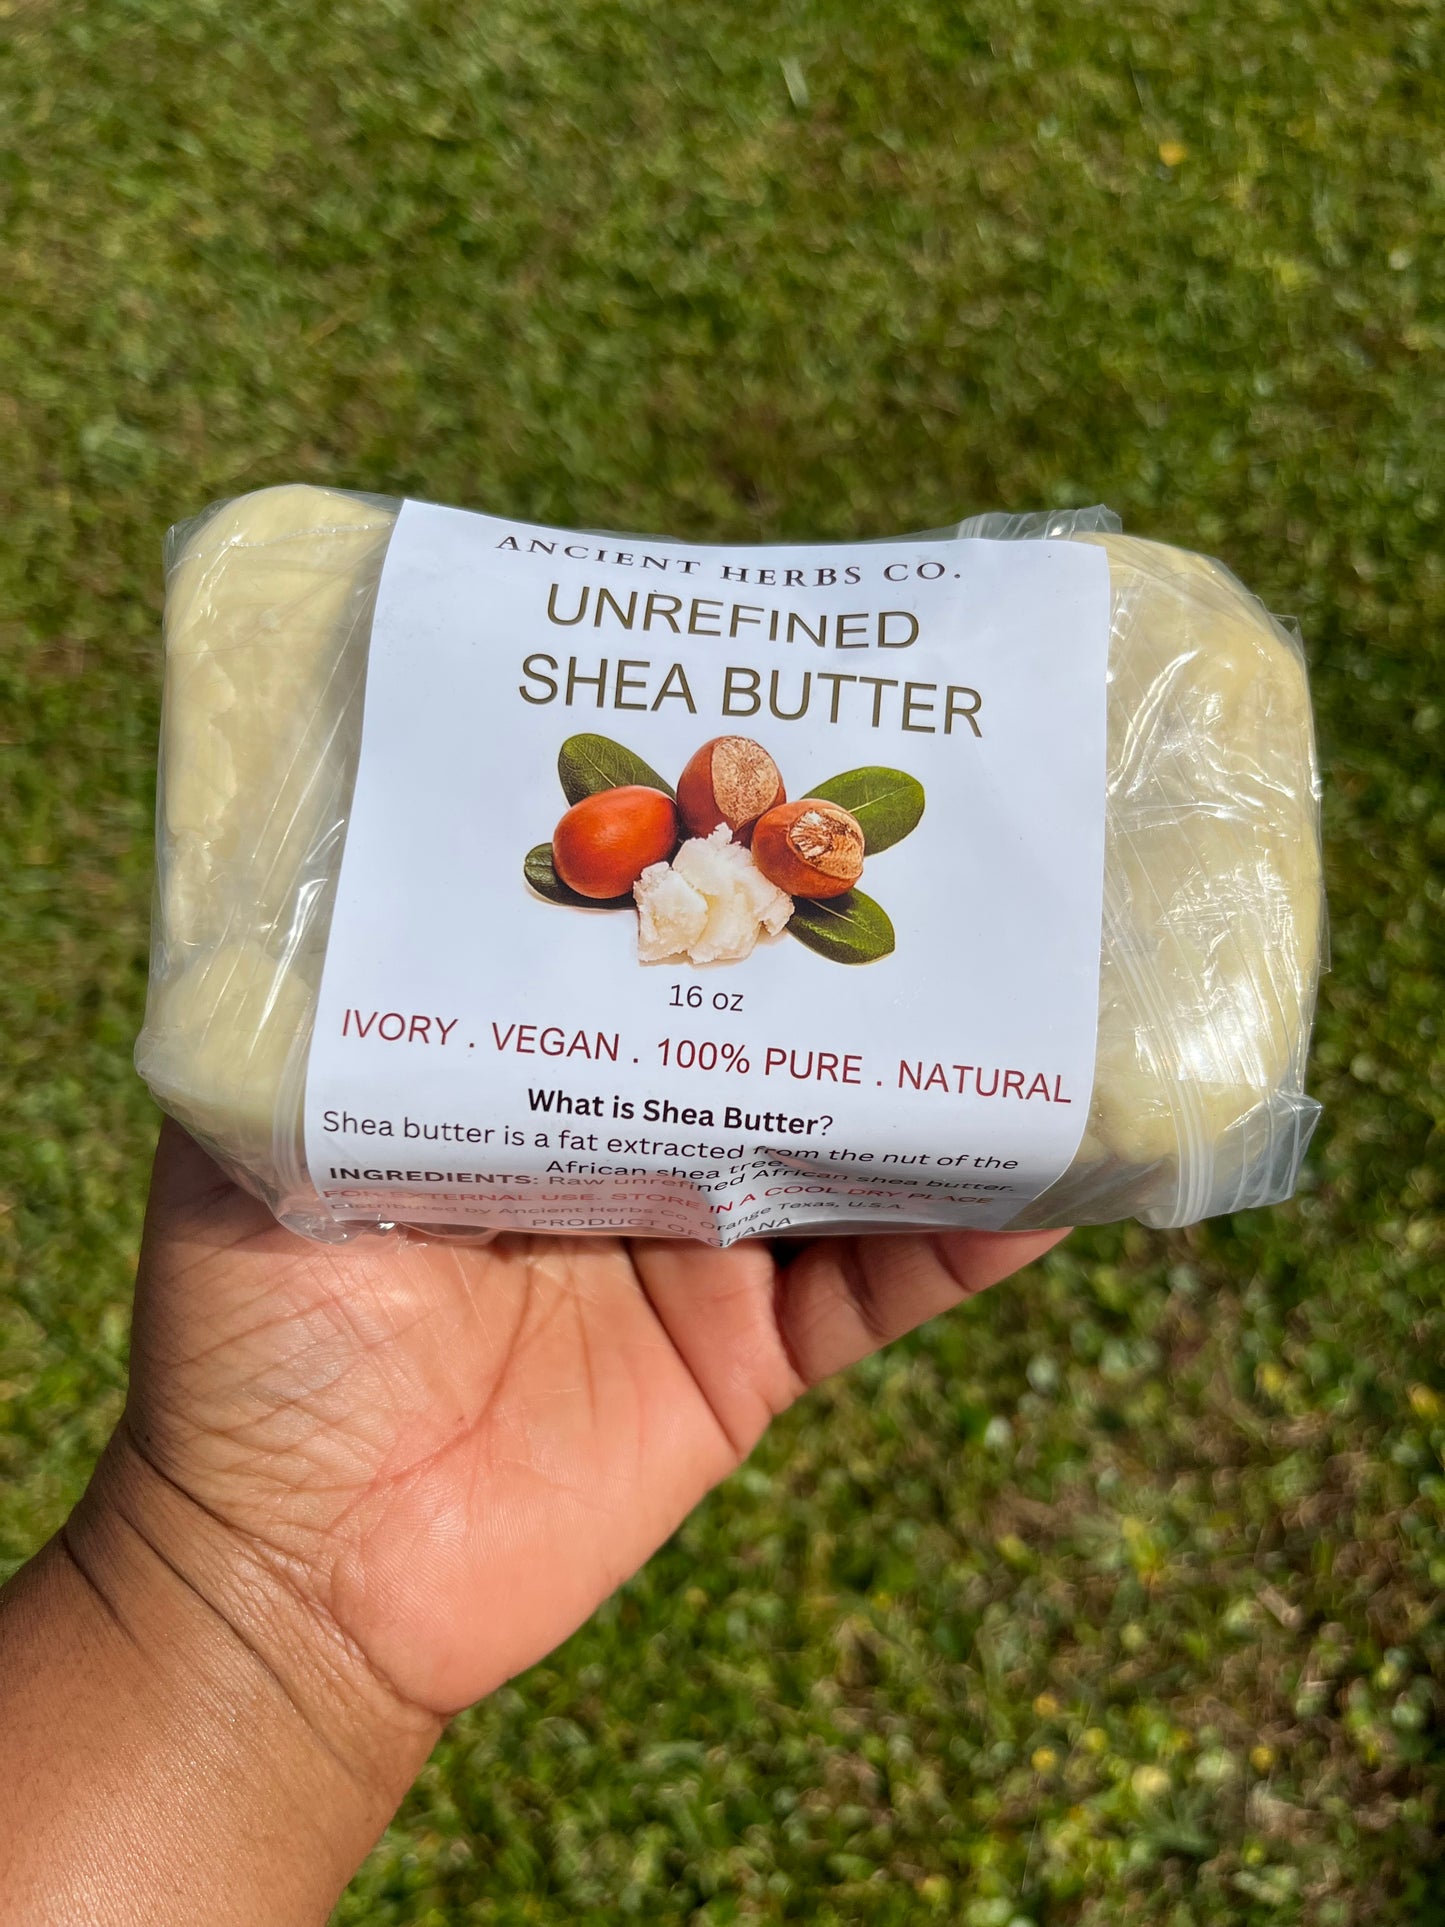 ANCIENT HERBS CO.
UNREFINED
SHEA BUTTER
16 oz
IVORY . VEGAN . 100% PURE . NATURAL
What is Shea Butter?
Shea butter is a fat extracted from the nut of the
African shea tree.
INGREDIENTS: Raw unrefined African shea butter.
FOR EXTERNAL USE. STORE IN A COOL DRY PLACE
Distributed by Ancient Herbs Co. Orange Texas, U.S.A.
PRODUCT OF GHANA